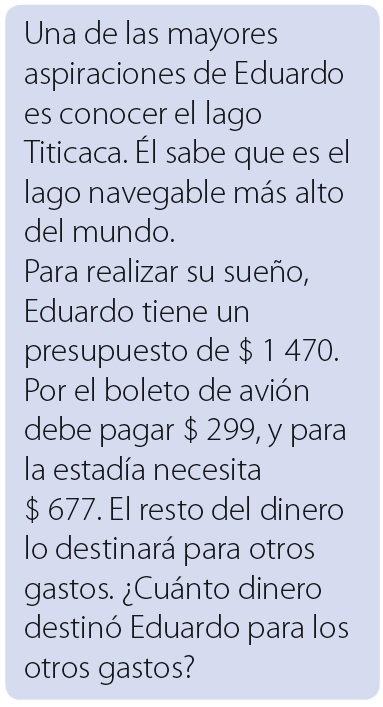 Una de las mayores
aspiraciones de Eduardo
es conocer el lago
Titicaca. Él sabe que es el
lago navegable más alto
del mundo.
Para realizar su sueño,
Eduardo tiene un
presupuesto de $ 1 470.
Por el boleto de avión
debe pagar $ 299, y para
la estadía necesita
$ 677. El resto del dinero
lo destinará para otros
gastos. ¿Cuánto dinero
destinó Eduardo para los
otros gastos?